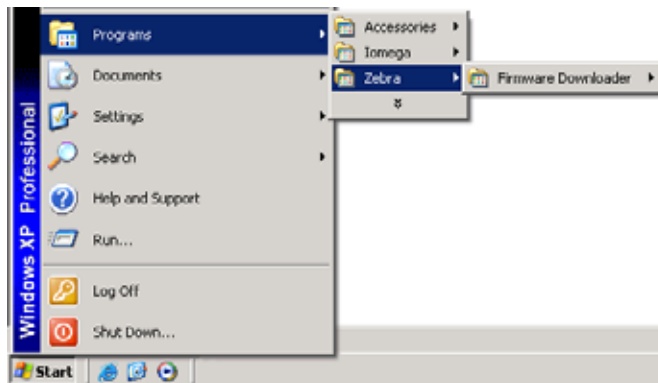 Programs
Documents
Settings
Search
Help and Support
Run...
Log Off
Shut Down...
Windows XP Professional
Start
Accessories
Iomega
Zebra
Firmware Downloader